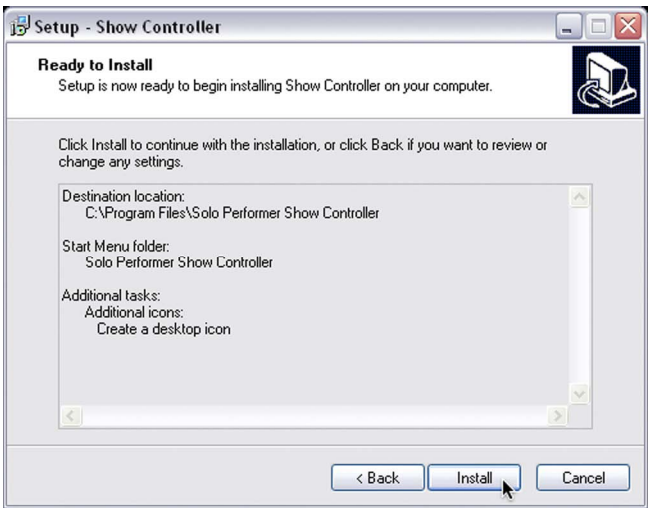 Setup - Show Controller
Ready to Install
Setup is now ready to begin installing Show Controller on your computer.
Click Install to continue with the installation, or click Back if you want to review or
change any settings.
Destination location:
C:\Program Files\Solo Performer Show Controller
Start Menu folder:
Solo Performer Show Controller
Additional tasks:
Additional icons:
Create a desktop icon
< Back Install Cancel